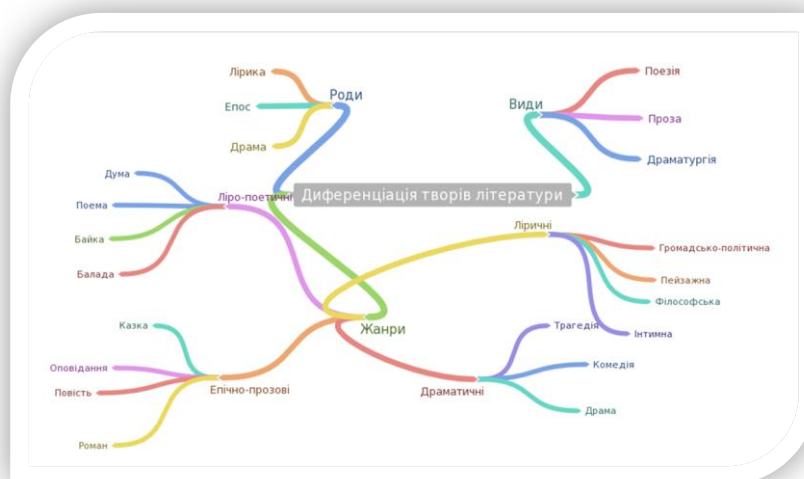 Диференціація творів літератури
Роди
Лірика
Епос
Драма
Види
Поезія
Проза
Драматургія
Жанри
Ліро-поетичні
Дума
Поема
Байка
Балада
Епічно-прозові
Казка
Оповідання
Повість
Роман
Ліричні
Громадсько-політична
Пейзажна
Філософська
Інтимна
Драматичні
Трагедія
Комедія
Драма